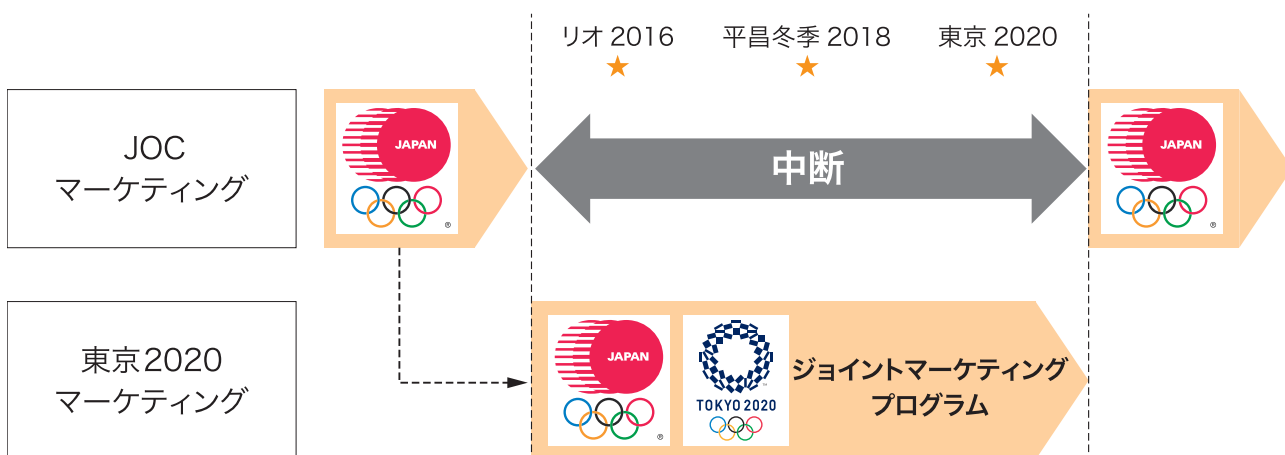 リオ 2016
平昌冬季 2018
東京 2020
JOC
マーケティング
JAPAN
®
中断
JAPAN
®
東京2020
マーケティング
JAPAN
®
TOKYO 2020
ジョイントマーケティング
プログラム